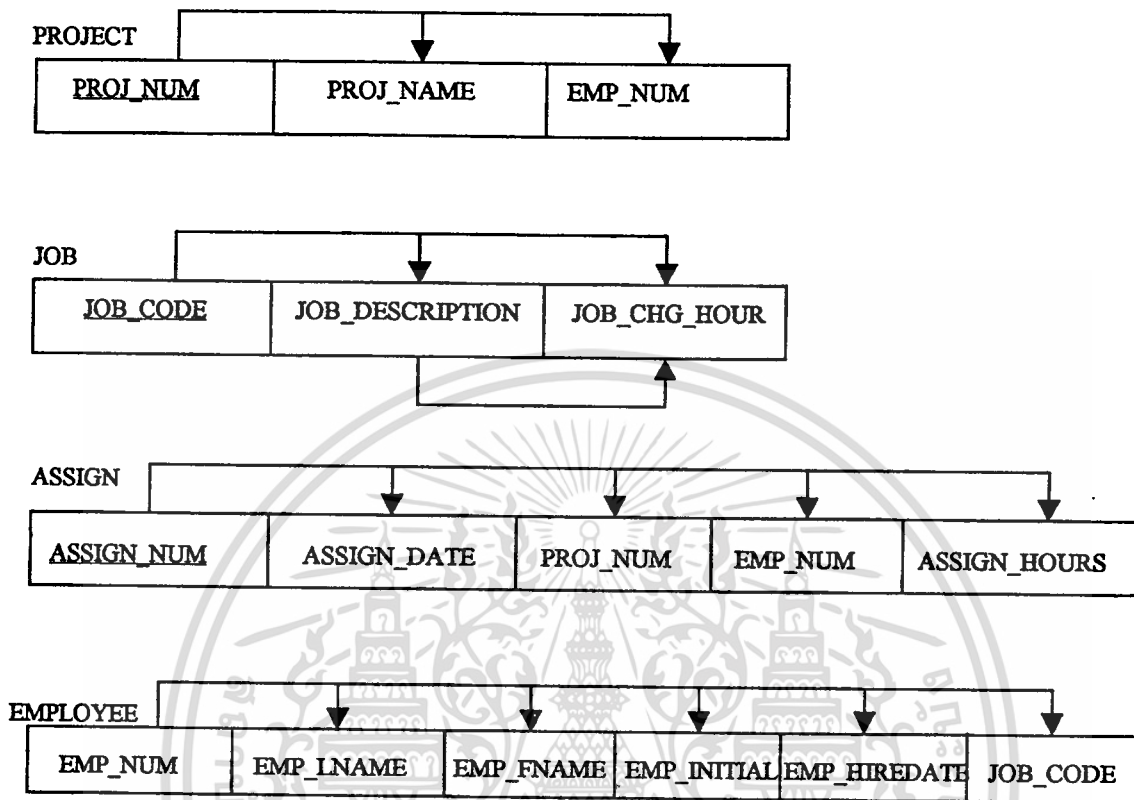 PROJECT
PROJ_NUM PROJ_NAME EMP_NUM
JOB
JOB_CODE JOB_DESCRIPTION JOB_CHG_HOUR
ASSIGN
ASSIGN_NUM ASSIGN_DATE PROJ_NUM EMP_NUM ASSIGN_HOURS
EMPLOYEE
EMP_NUM EMP_LNAME EMP_FNAME EMP_INITIAL EMP_HIREDATE JOB_CODE